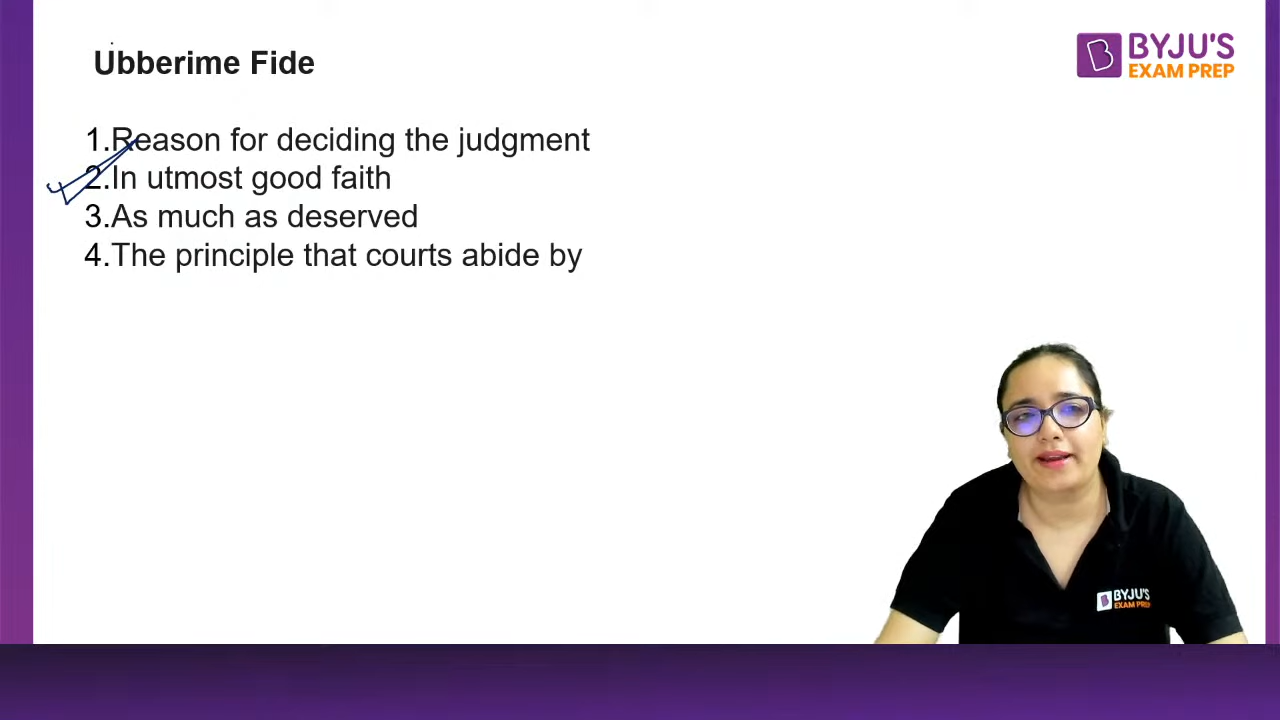 Ubberime Fide
BYJU'S
EXAM PREP
1.Reason for deciding the judgment
2.In utmost good faith
3.As much as deserved
4.The principle that courts abide by
BYJU'S
EXAM PREP